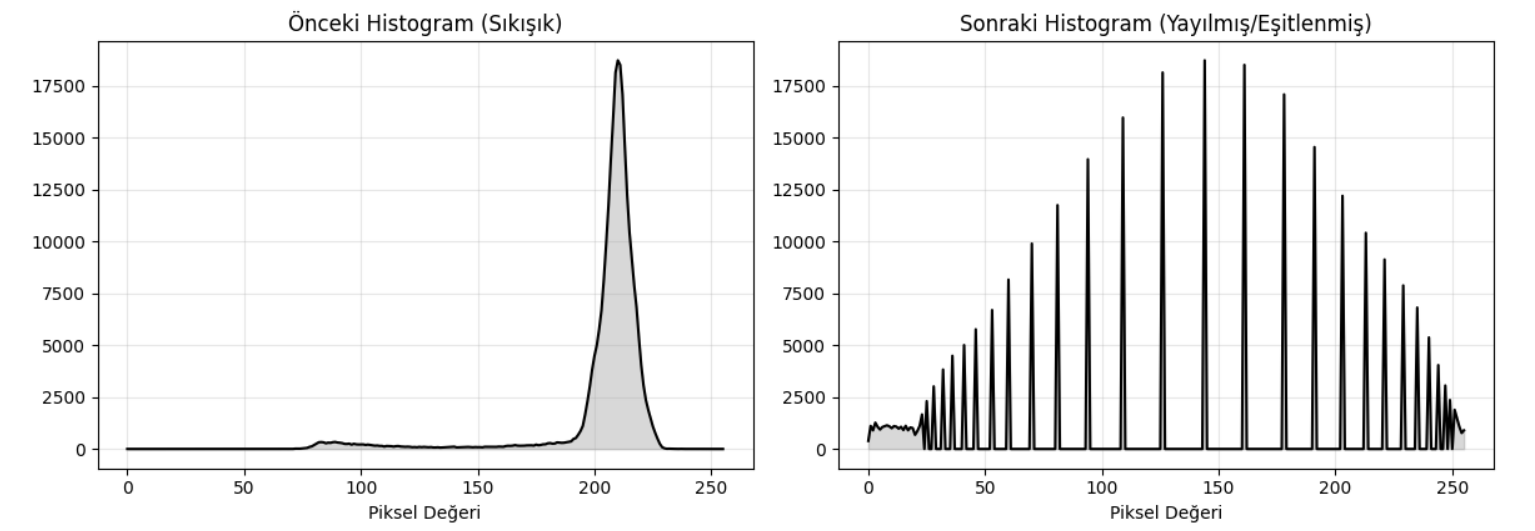 Önceki Histogram (Sıkışık)
17500
15000
12500
10000
7500
5000
2500
0
0 50 100 150 200 250
Piksel Değeri
Sonraki Histogram (Yayılmış/Eşitlenmiş)
17500
15000
12500
10000
7500
5000
2500
0
0 50 100 150 200 250
Piksel Değeri